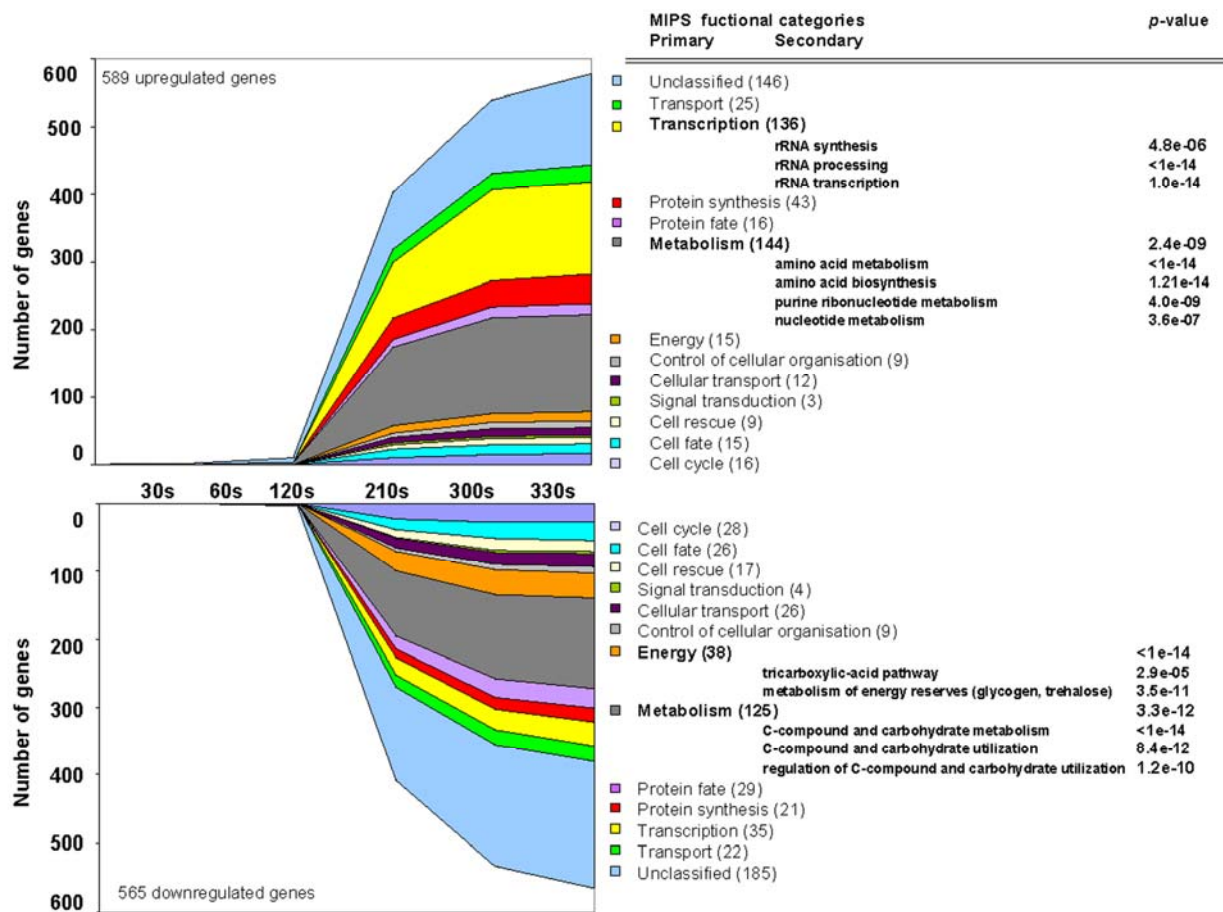 MIPS fuctional categories p-value
Primary Secondary
600
500
400
300
200
100
0
Number of genes
589 upregulated genes
Unclassified (146)
Transport (25)
Transcription (136)
rRNA synthesis 4.8e-06
rRNA processing <1e-14
rRNA transcription 1.0e-14
Protein synthesis (43)
Protein fate (16)
Metabolism (144) 2.4e-09
amino acid metabolism <1e-14
amino acid biosynthesis 1.21e-14
purine ribonucleotide metabolism 4.0e-09
nucleotide metabolism 3.6e-07
Energy (15)
Control of cellular organisation (9)
Cellular transport (12)
Signal transduction (3)
Cell rescue (9)
Cell fate (15)
Cell cycle (16)
30s 60s 120s 210s 300s 330s
0
100
200
300
400
500
600
Number of genes
565 downregulated genes
Cell cycle (28)
Cell fate (26)
Cell rescue (17)
Signal transduction (4)
Cellular transport (26)
Control of cellular organisation (9)
Energy (38) <1e-14
tricarboxylic-acid pathway 2.9e-05
metabolism of energy reserves (glycogen, trehalose) 3.5e-11
Metabolism (125) 3.3e-12
C-compound and carbohydrate metabolism <1e-14
C-compound and carbohydrate utilization 8.4e-12
regulation of C-compound and carbohydrate utilization 1.2e-10
Protein fate (29)
Protein synthesis (21)
Transcription (35)
Transport (22)
Unclassified (185)